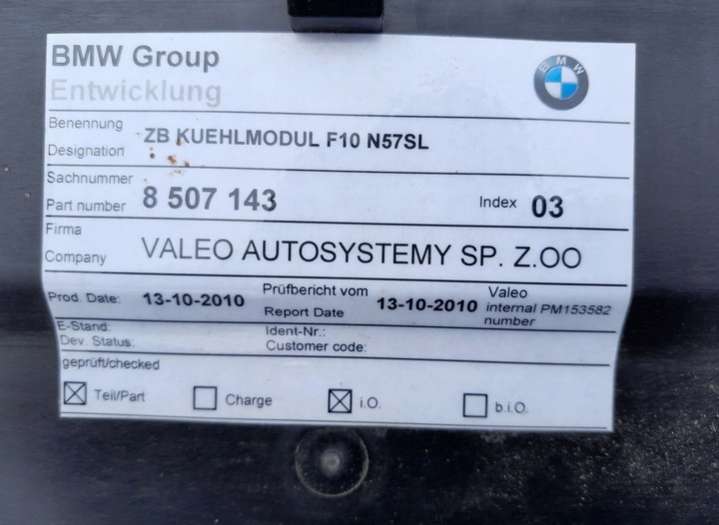 BMW Group
BMW
Entwicklung
Benennung
Designation
ZB KUEHLMODUL F10 N57SL
Sachnummer
Part number
8 507 143
Index 03
Firma
Company
VALEO AUTOSYSTEMY SP. Z.OO
Prod. Date: 13-10-2010
Prüfbericht vom
Report Date
13-10-2010
Valeo
internal PM153582
number
E-Stand:
Dev. Status:
Ident-Nr.:
Customer code:
geprüft/checked
Teil/Part
Charge
i.O.
b.i.O.